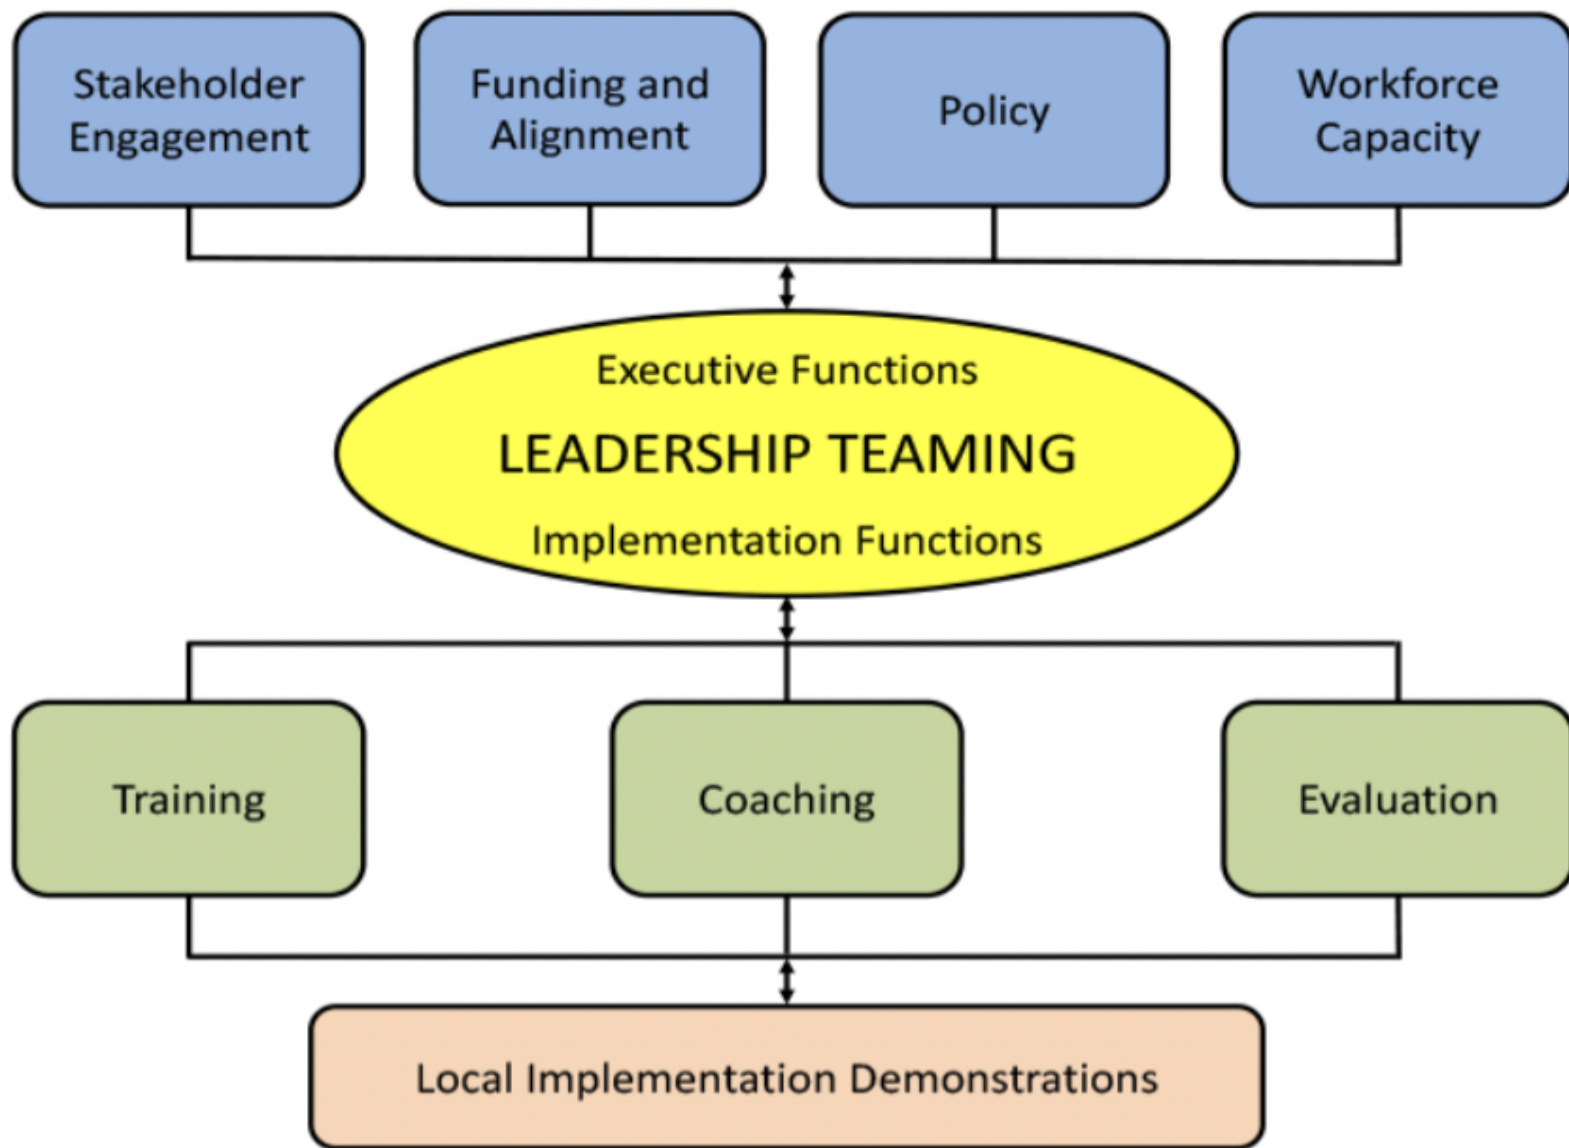 Stakeholder
Engagement
Funding and
Alignment
Policy
Workforce
Capacity
Executive Functions
LEADERSHIP TEAMING
Implementation Functions
Training
Coaching
Evaluation
Local Implementation Demonstrations